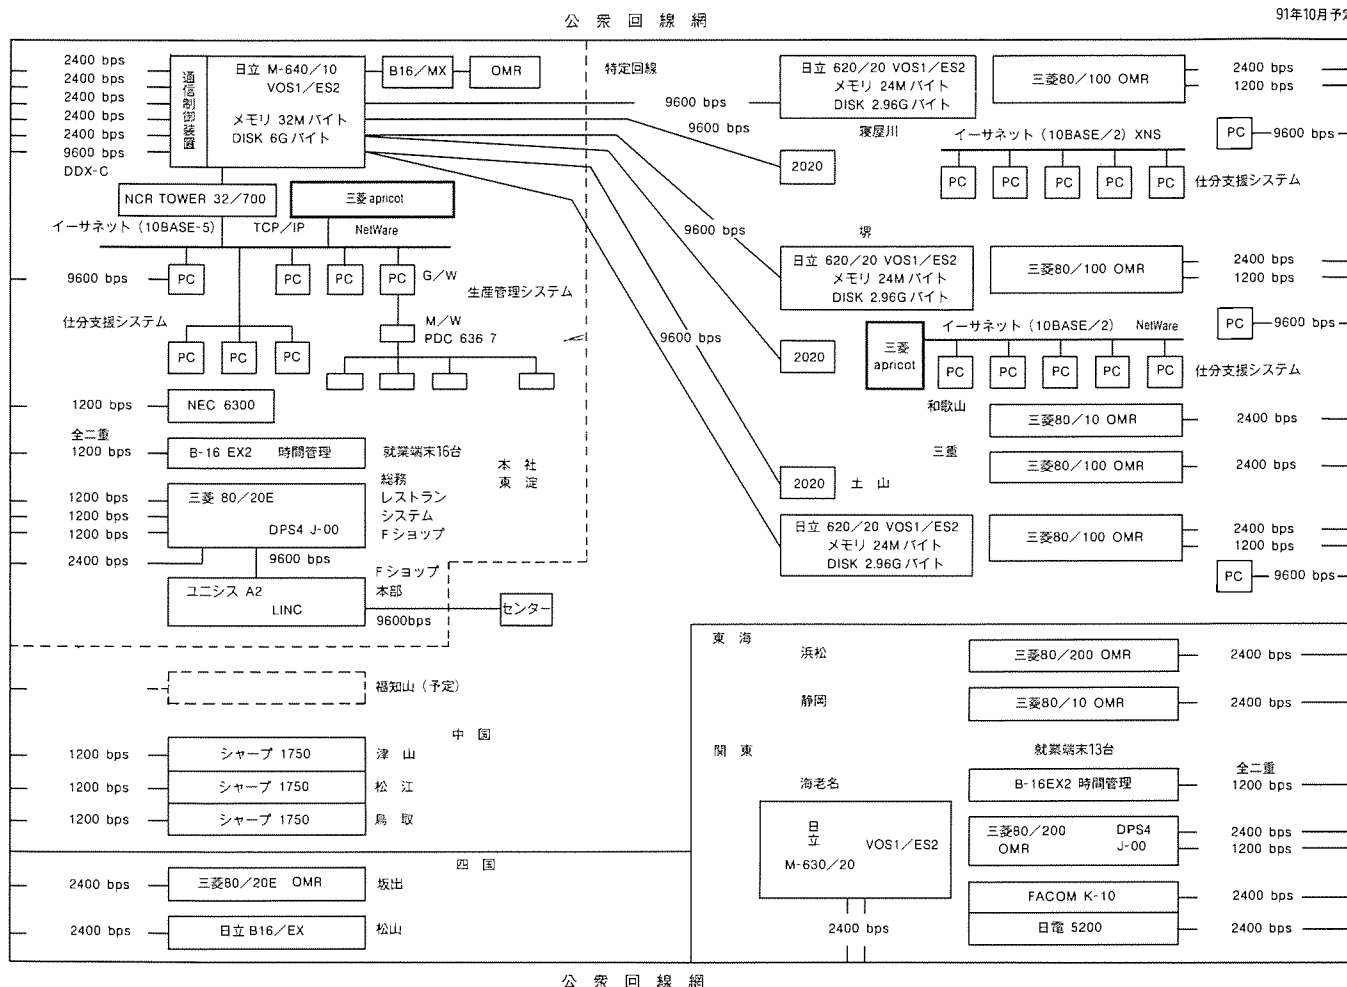 公衆回線網
91年10月予定
2400 bps
2400 bps
2400 bps
2400 bps
2400 bps
9600 bps
DDX-C
通信制御装置
日立 M-640/10
VOS1/ES2
メモリ 32Mバイト
DISK 6Gバイト
B16/MX
OMR
NCR TOWER 32/700
三菱 apricot
イーサネット (10BASE-5)
TCP/IP
NetWare
9600 bps
PC
PC
PC
PC
G/W
生産管理システム
仕分支援システム
PC
PC
PC
M/W
PDC 636 7
1200 bps
NEC 6300
全二重
1200 bps
B-16 EX2 時間管理
就業端末16台
本社
東淀
1200 bps
1200 bps
1200 bps
2400 bps
三菱 80/20E
DPS4 J-00
総務
レストラン
システム
Fショップ
9600 bps
ユニシス A2
LINC
Fショップ
本部
9600bps
センター
特定回線
9600 bps
9600 bps
9600 bps
9600 bps
日立 620/20 VOS1/ES2
メモリ 24Mバイト
DISK 2.96Gバイト
寝屋川
2020
三菱80/100 OMR
2400 bps
1200 bps
PC
9600 bps
イーサネット (10BASE/2) XNS
PC
PC
PC
PC
PC
仕分支援システム
堺
日立 620/20 VOS1/ES2
メモリ 24Mバイト
DISK 2.96Gバイト
三菱80/100 OMR
2400 bps
1200 bps
PC
9600 bps
2020
三菱
apricot
イーサネット (10BASE/2) NetWare
PC
PC
PC
PC
PC
仕分支援システム
和歌山
三菱80/10 OMR
2400 bps
三重
三菱80/100 OMR
2400 bps
2020
土山
日立 620/20 VOS1/ES2
メモリ 24Mバイト
DISK 2.96Gバイト
三菱80/100 OMR
2400 bps
1200 bps
PC
9600 bps
福知山 (予定)
中国
1200 bps
シャープ 1750
津山
1200 bps
シャープ 1750
松江
1200 bps
シャープ 1750
鳥取
四国
2400 bps
三菱80/20E OMR
坂出
2400 bps
日立 B16/EX
松山
東海
浜松
三菱80/200 OMR
2400 bps
静岡
三菱80/10 OMR
2400 bps
関東
就業端末13台
海老名
B-16EX2 時間管理
全二重
1200 bps
日立
M-630/20
VOS1/ES2
2400 bps
三菱80/200
OMR
DPS4
J-00
2400 bps
1200 bps
FACOM K-10
2400 bps
日電 5200
2400 bps
公衆回線網